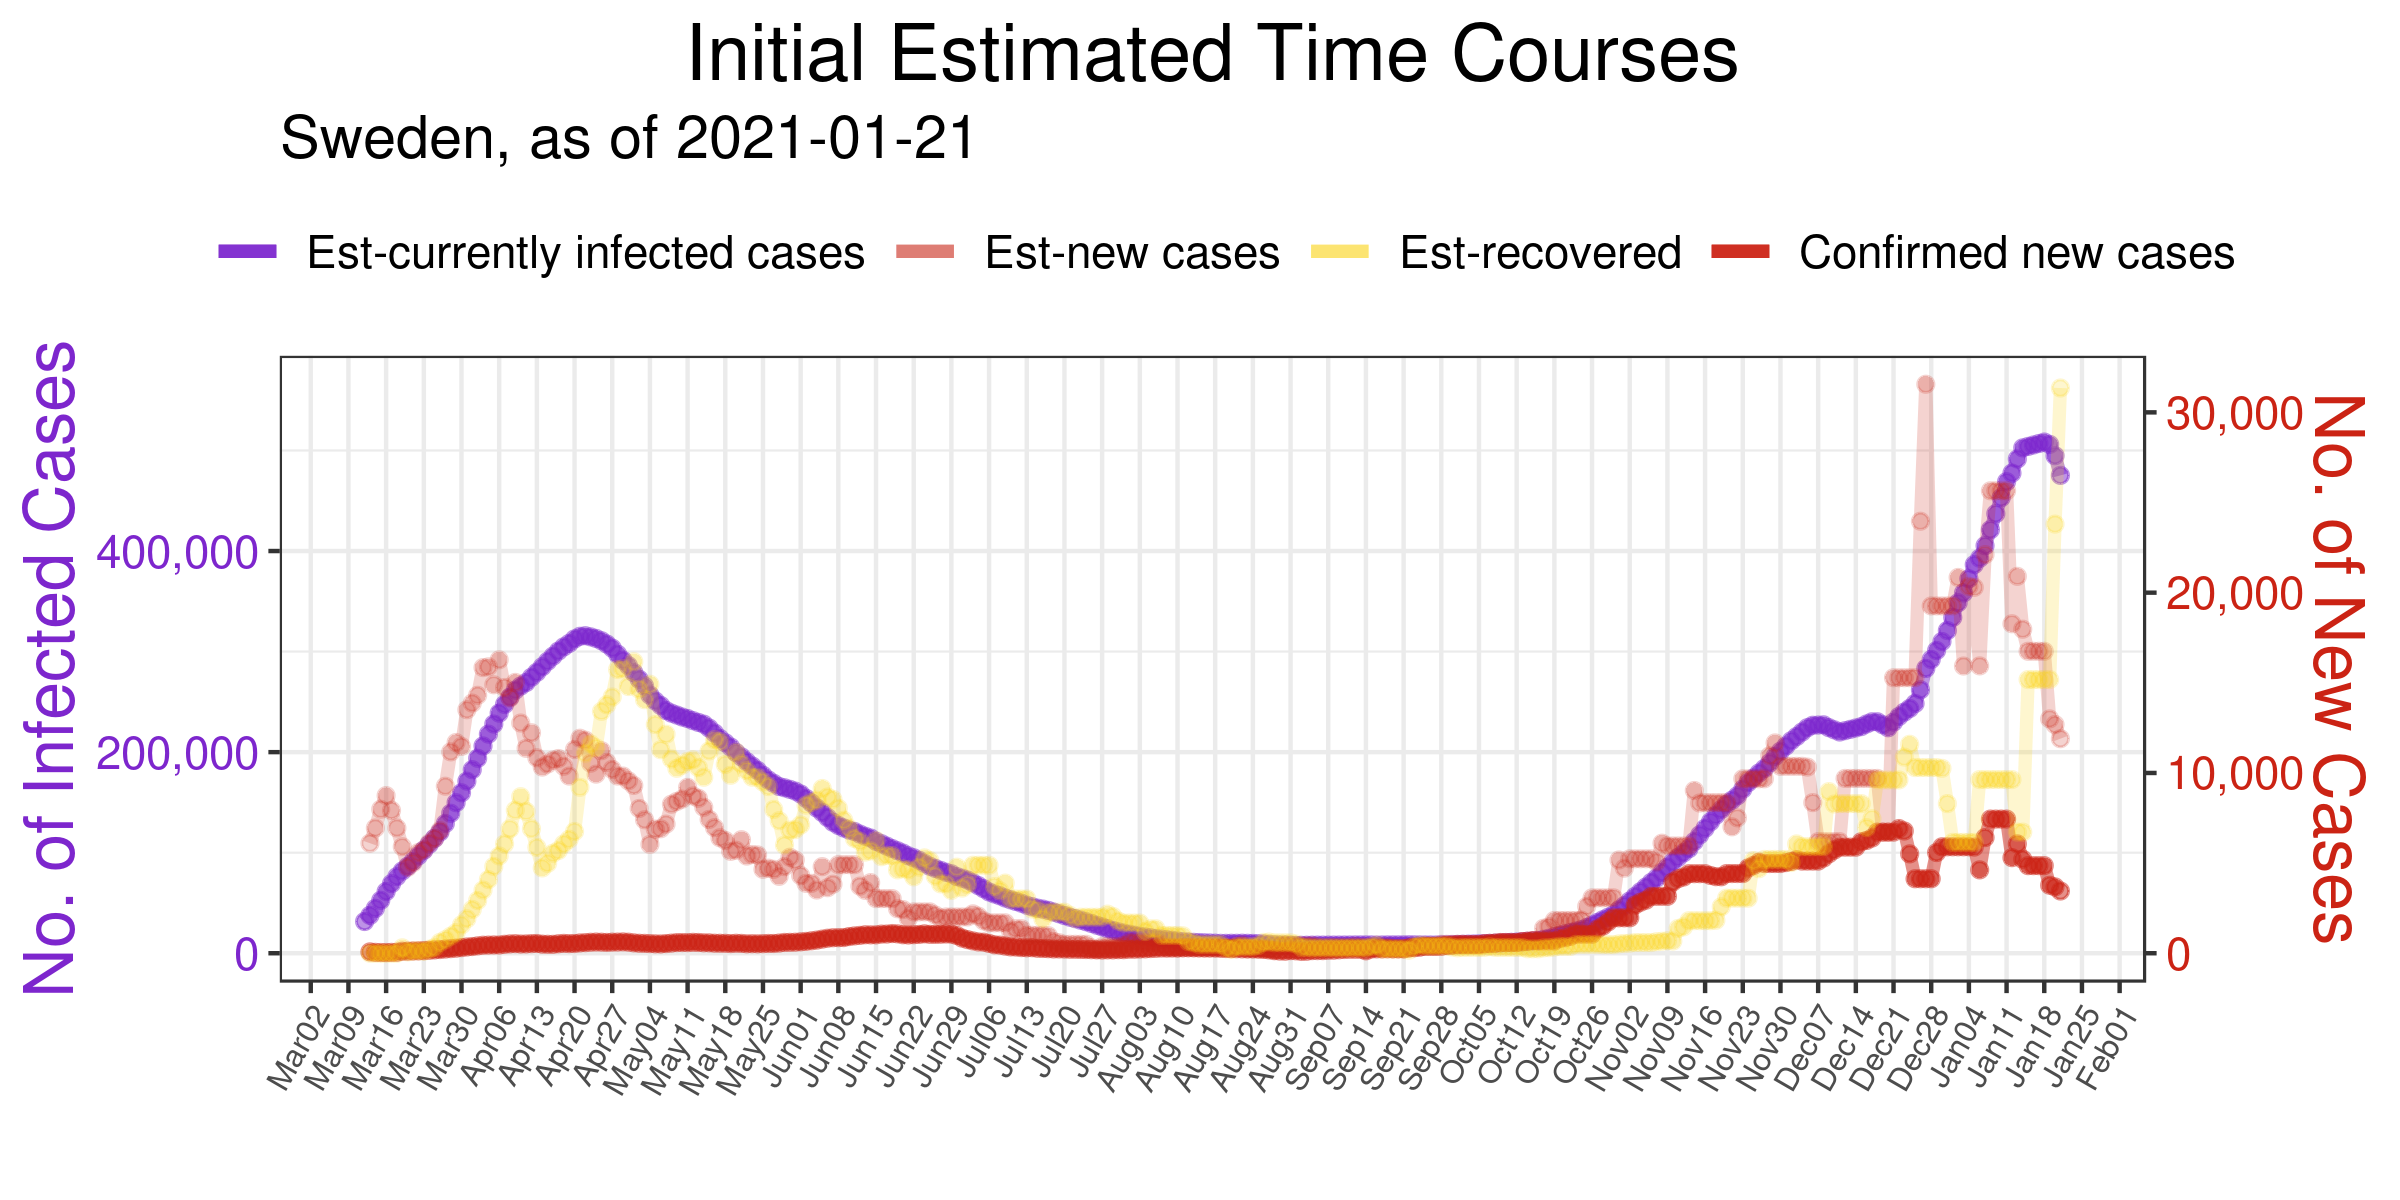 Initial Estimated Time Courses
Sweden, as of 2021-01-21
Est-currently infected cases Est-new cases Est-recovered Confirmed new cases
No. of Infected Cases
400,000
200,000
0
30,000
20,000
10,000
0
No. of New Cases
Mar02 Mar09 Mar16 Mar23 Mar30 Apr06 Apr13 Apr20 Apr27 May04 May11 May18 May25 Jun01 Jun08 Jun15 Jun22 Jun29 Jul06 Jul13 Jul20 Jul27 Aug03 Aug10 Aug17 Aug24 Aug31 Sep07 Sep14 Sep21 Sep28 Oct05 Oct12 Oct19 Oct26 Nov02 Nov09 Nov16 Nov23 Nov30 Dec07 Dec14 Dec21 Dec28 Jan04 Jan11 Jan18 Jan25 Feb01